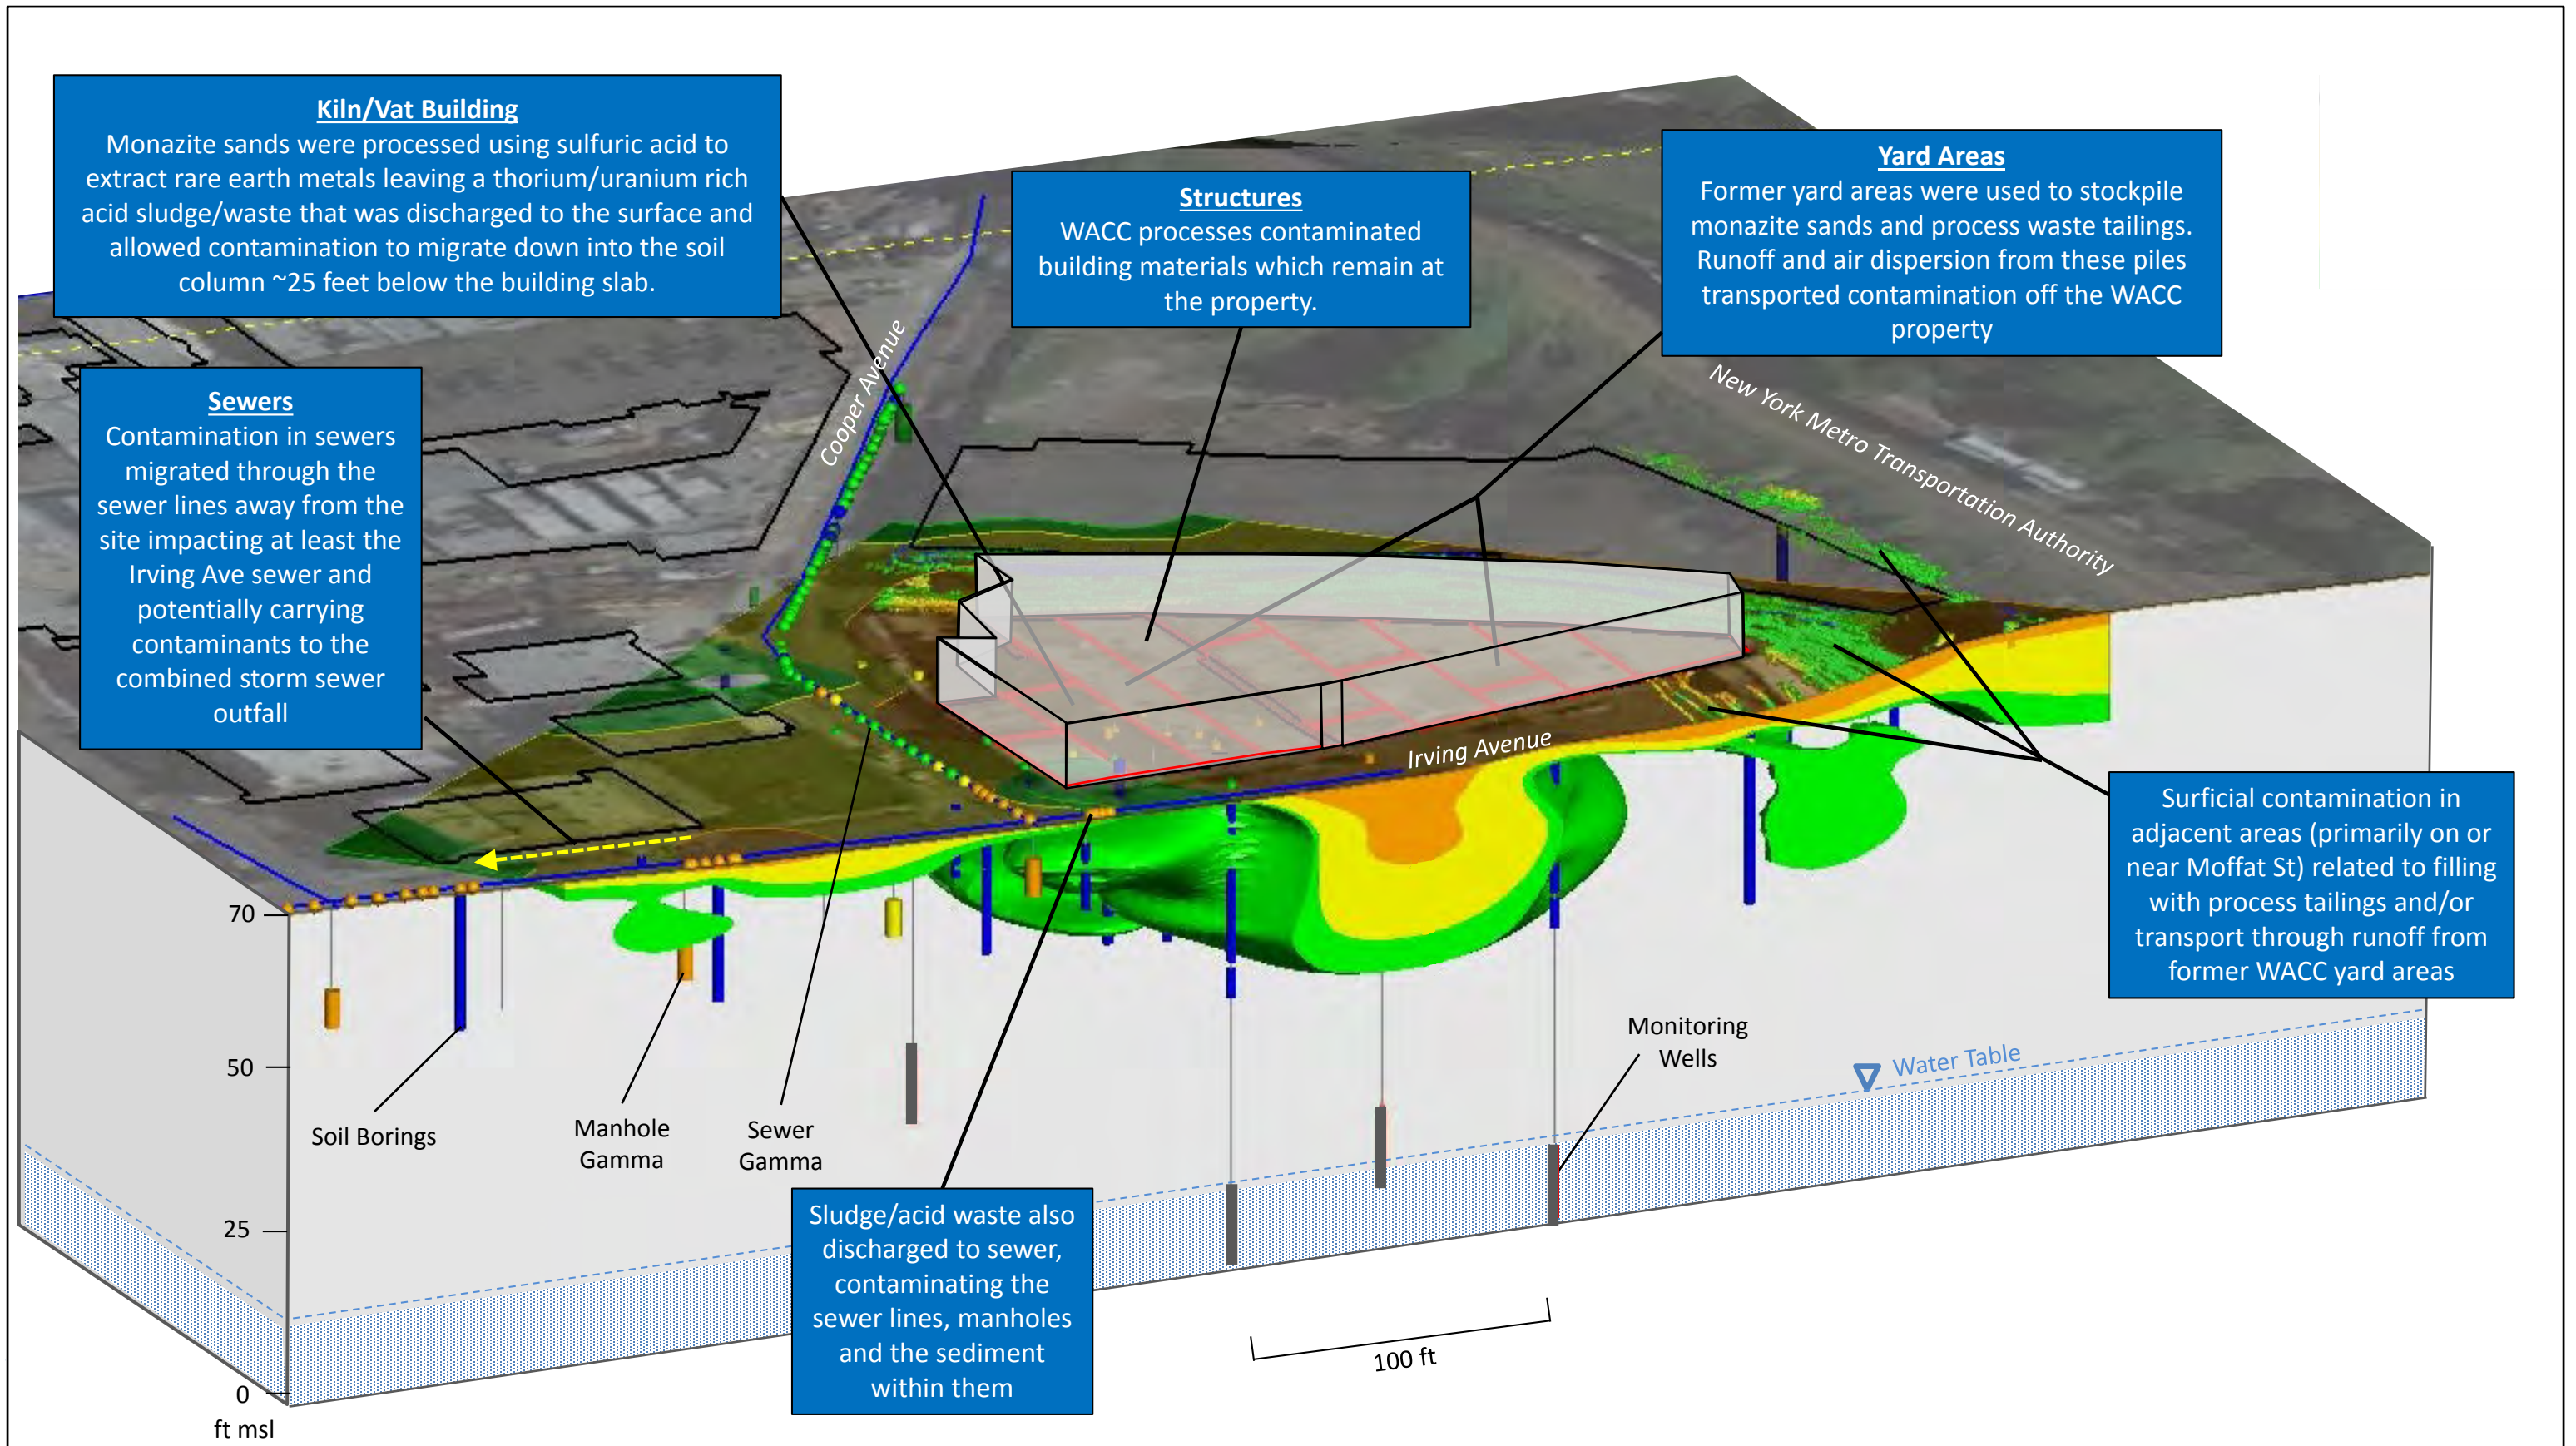 Kiln/Vat Building
Monazite sands were processed using sulfuric acid to
extract rare earth metals leaving a thorium/uranium rich
acid sludge/waste that was discharged to the surface and
allowed contamination to migrate down into the soil
column ~25 feet below the building slab.
Structures
WACC processes contaminated
building materials which remain at
the property.
Yard Areas
Former yard areas were used to stockpile
monazite sands and process waste tailings.
Runoff and air dispersion from these piles
transported contamination off the WACC
property
Sewers
Contamination in sewers
migrated through the
sewer lines away from the
site impacting at least the
Irving Ave sewer and
potentially carrying
contaminants to the
combined storm sewer
outfall
Cooper Avenue
New York Metro Transportation Authority
Irving Avenue
Surficial contamination in
adjacent areas (primarily on or
near Moffat St) related to filling
with process tailings and/or
transport through runoff from
former WACC yard areas
70
50
25
0
ft msl
Soil Borings
Manhole
Gamma
Sewer
Gamma
Monitoring
Wells
Water Table
Sludge/acid waste also
discharged to sewer,
contaminating the
sewer lines, manholes
and the sediment
within them
100 ft